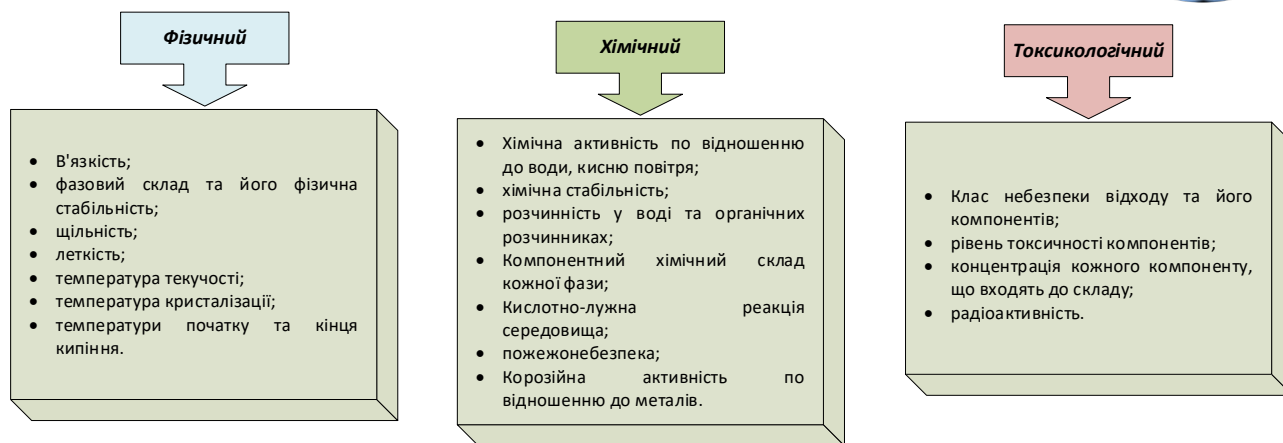 Фізичний
• В'язкість;
• фазовий склад та його фізична
стабільність;
• щільність;
• леткість;
• температура текучості;
• температура кристалізації;
• температури початку та кінця
кипіння.
Хімічний
• Хімічна активність по відношенню
до води, кисню повітря;
• хімічна стабільність;
• розчинність у воді та органічних
розчинниках;
• Компонентний хімічний склад
кожної фази;
• Кислотно-лужна реакція
середовища;
• пожежонебезпека;
• Корозійна активність по
відношенню до металів.
Токсикологічний
• Клас небезпеки відходу та його
компонентів;
• рівень токсичності компонентів;
• концентрація кожного компоненту,
що входять до складу;
• радіоактивність.